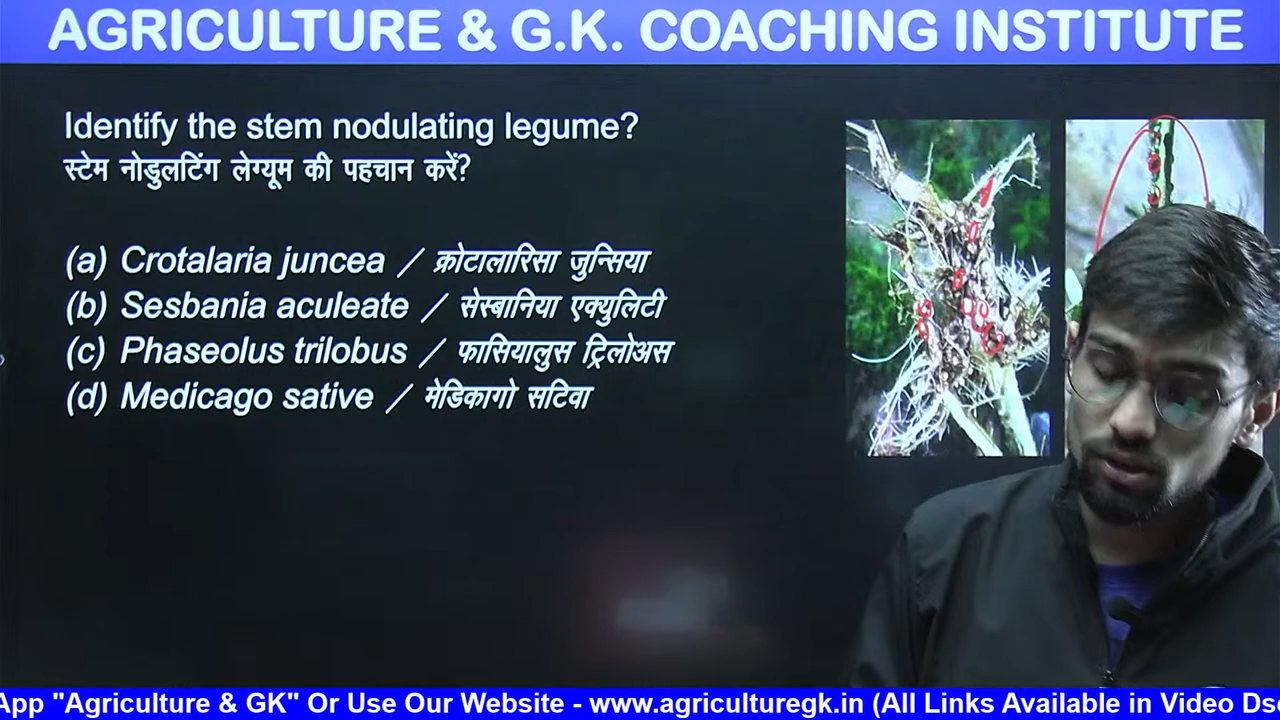 AGRICULTURE & G.K. COACHING INSTITUTE
Identify the stem nodulating legume?
स्टेम नोडुलटिंग लेग्यूम की पहचान करें?
(a) Crotalaria juncea / क्रोटालारिसा जुन्सिया
(b) Sesbania aculeate / सेस्बानिया एक्युलिटी
(c) Phaseolus trilobus / फासियालुस ट्रिलोअस
(d) Medicago sative / मेडिकागो सटिवा
App "Agriculture & GK" Or Use Our Website - www.agriculturegk.in (All Links Available in Video